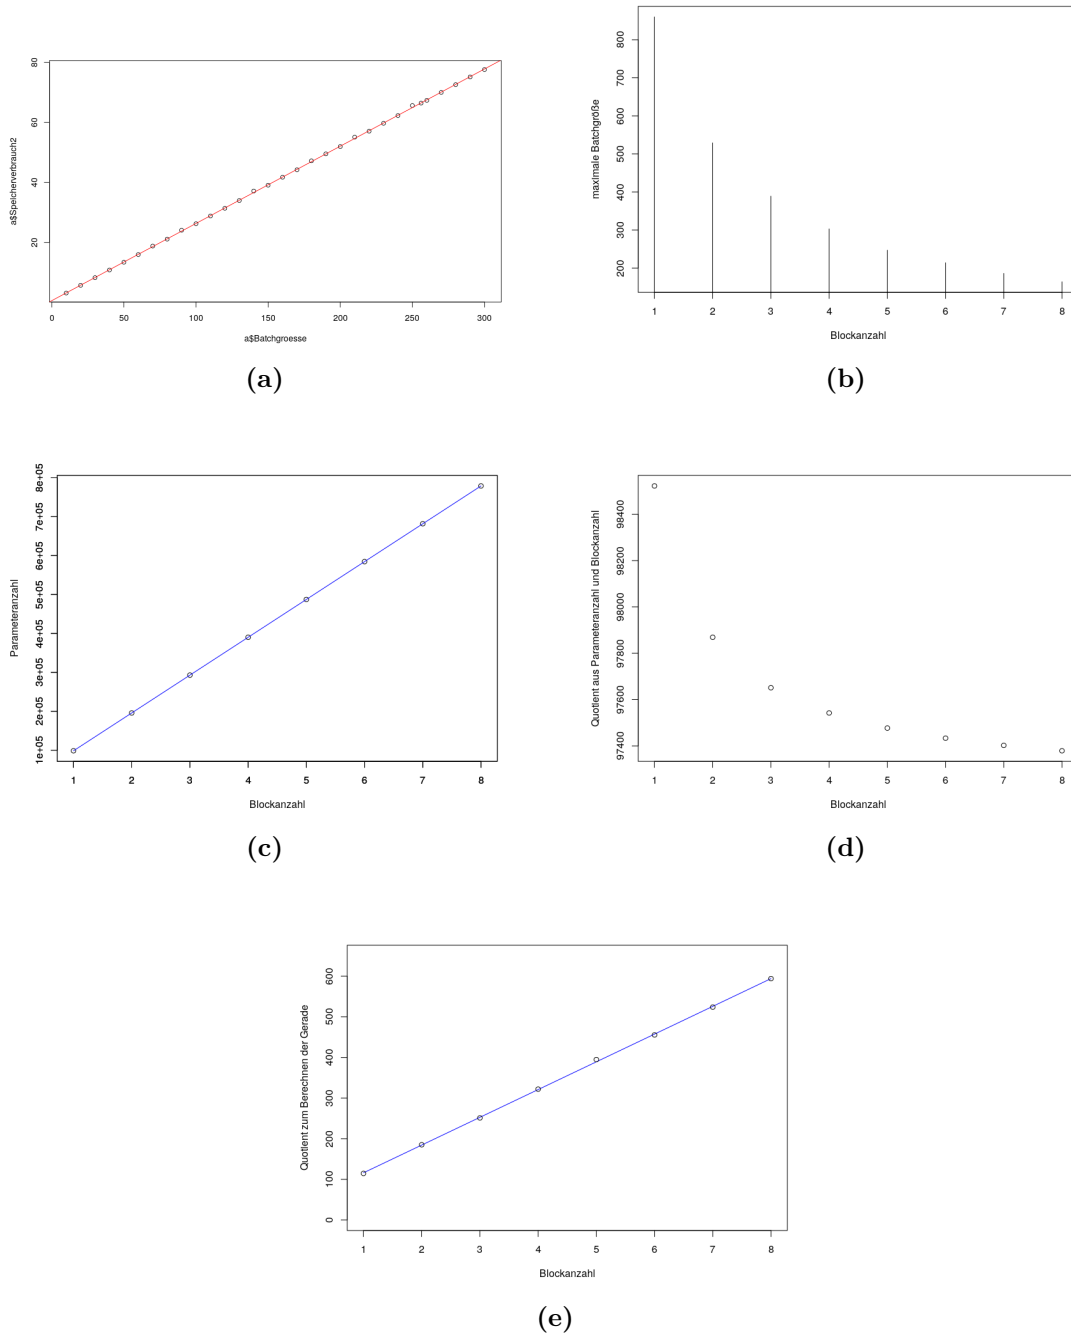 a$Speicherverbrauch2
80
60
40
20
0 50 100 150 200 250 300
a$Batchgroesse
(a)
maximale Batchgröße
800
700
600
500
400
300
200
1 2 3 4 5 6 7 8
Blockanzahl
(b)
Parameteranzahl
8e+05
7e+05
6e+05
5e+05
4e+05
3e+05
2e+05
1e+05
1 2 3 4 5 6 7 8
Blockanzahl
(c)
Quotient aus Parameteranzahl und Blockanzahl
98400
98200
98000
97800
97600
97400
1 2 3 4 5 6 7 8
Blockanzahl
(d)
Quotient zum Berechnen der Gerade
600
500
400
300
200
100
0
1 2 3 4 5 6 7 8
Blockanzahl
(e)